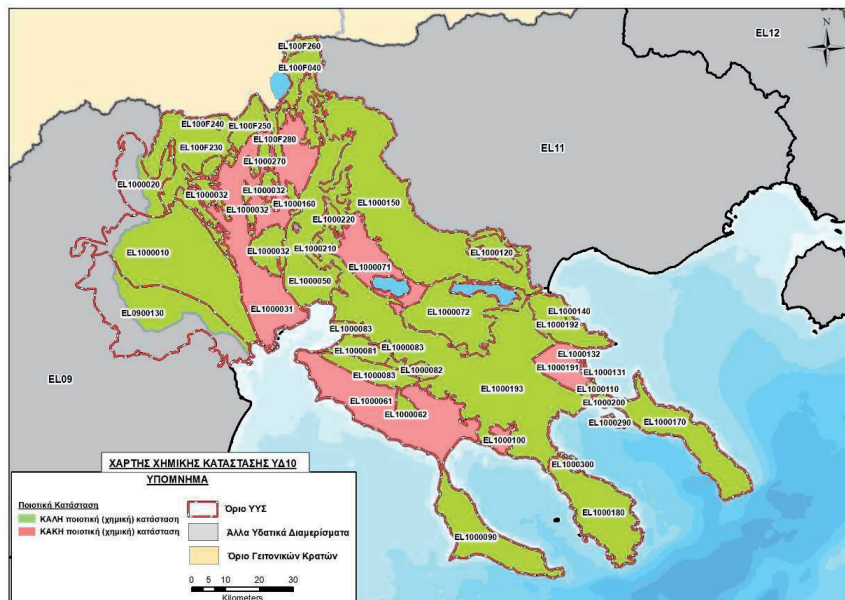 EL12
N
EL100F260
EL100F040
EL100F240
EL100F250
EL100F280
EL100F230
EL11
EL1000270
EL1000020
EL1000032
EL1000032
EL1000160
EL1000150
EL1000032
EL1000220
EL1000010
EL1000032
EL1000210
EL1000120
EL1000071
EL1000050
EL0900130
EL1000031
EL1000072
EL1000140
EL1000083
EL1000192
EL1000081
EL1000083
EL1000132
EL1000082
EL1000191
EL1000131
EL09
EL1000083
EL1000193
EL1000110
EL1000061
EL1000200
EL1000062
EL1000290
EL1000170
EL1000100
EL1000300
EL1000180
EL1000090
ΧΑΡΤΗΣ ΧΗΜΙΚΗΣ ΚΑΤΑΣΤΑΣΗΣ ΥΔ10
ΥΠΟΜΝΗΜΑ
Ποιοτική Κατάσταση
ΚΑΛΗ ποιοτική (χημική) κατάσταση
ΚΑΚΗ ποιοτική (χημική) κατάσταση
Όριο ΥΥΣ
Άλλα Υδατικά Διαμερίσματα
Όριο Γειτονικών Κρατών
0 5 10 20 30
Kilometers